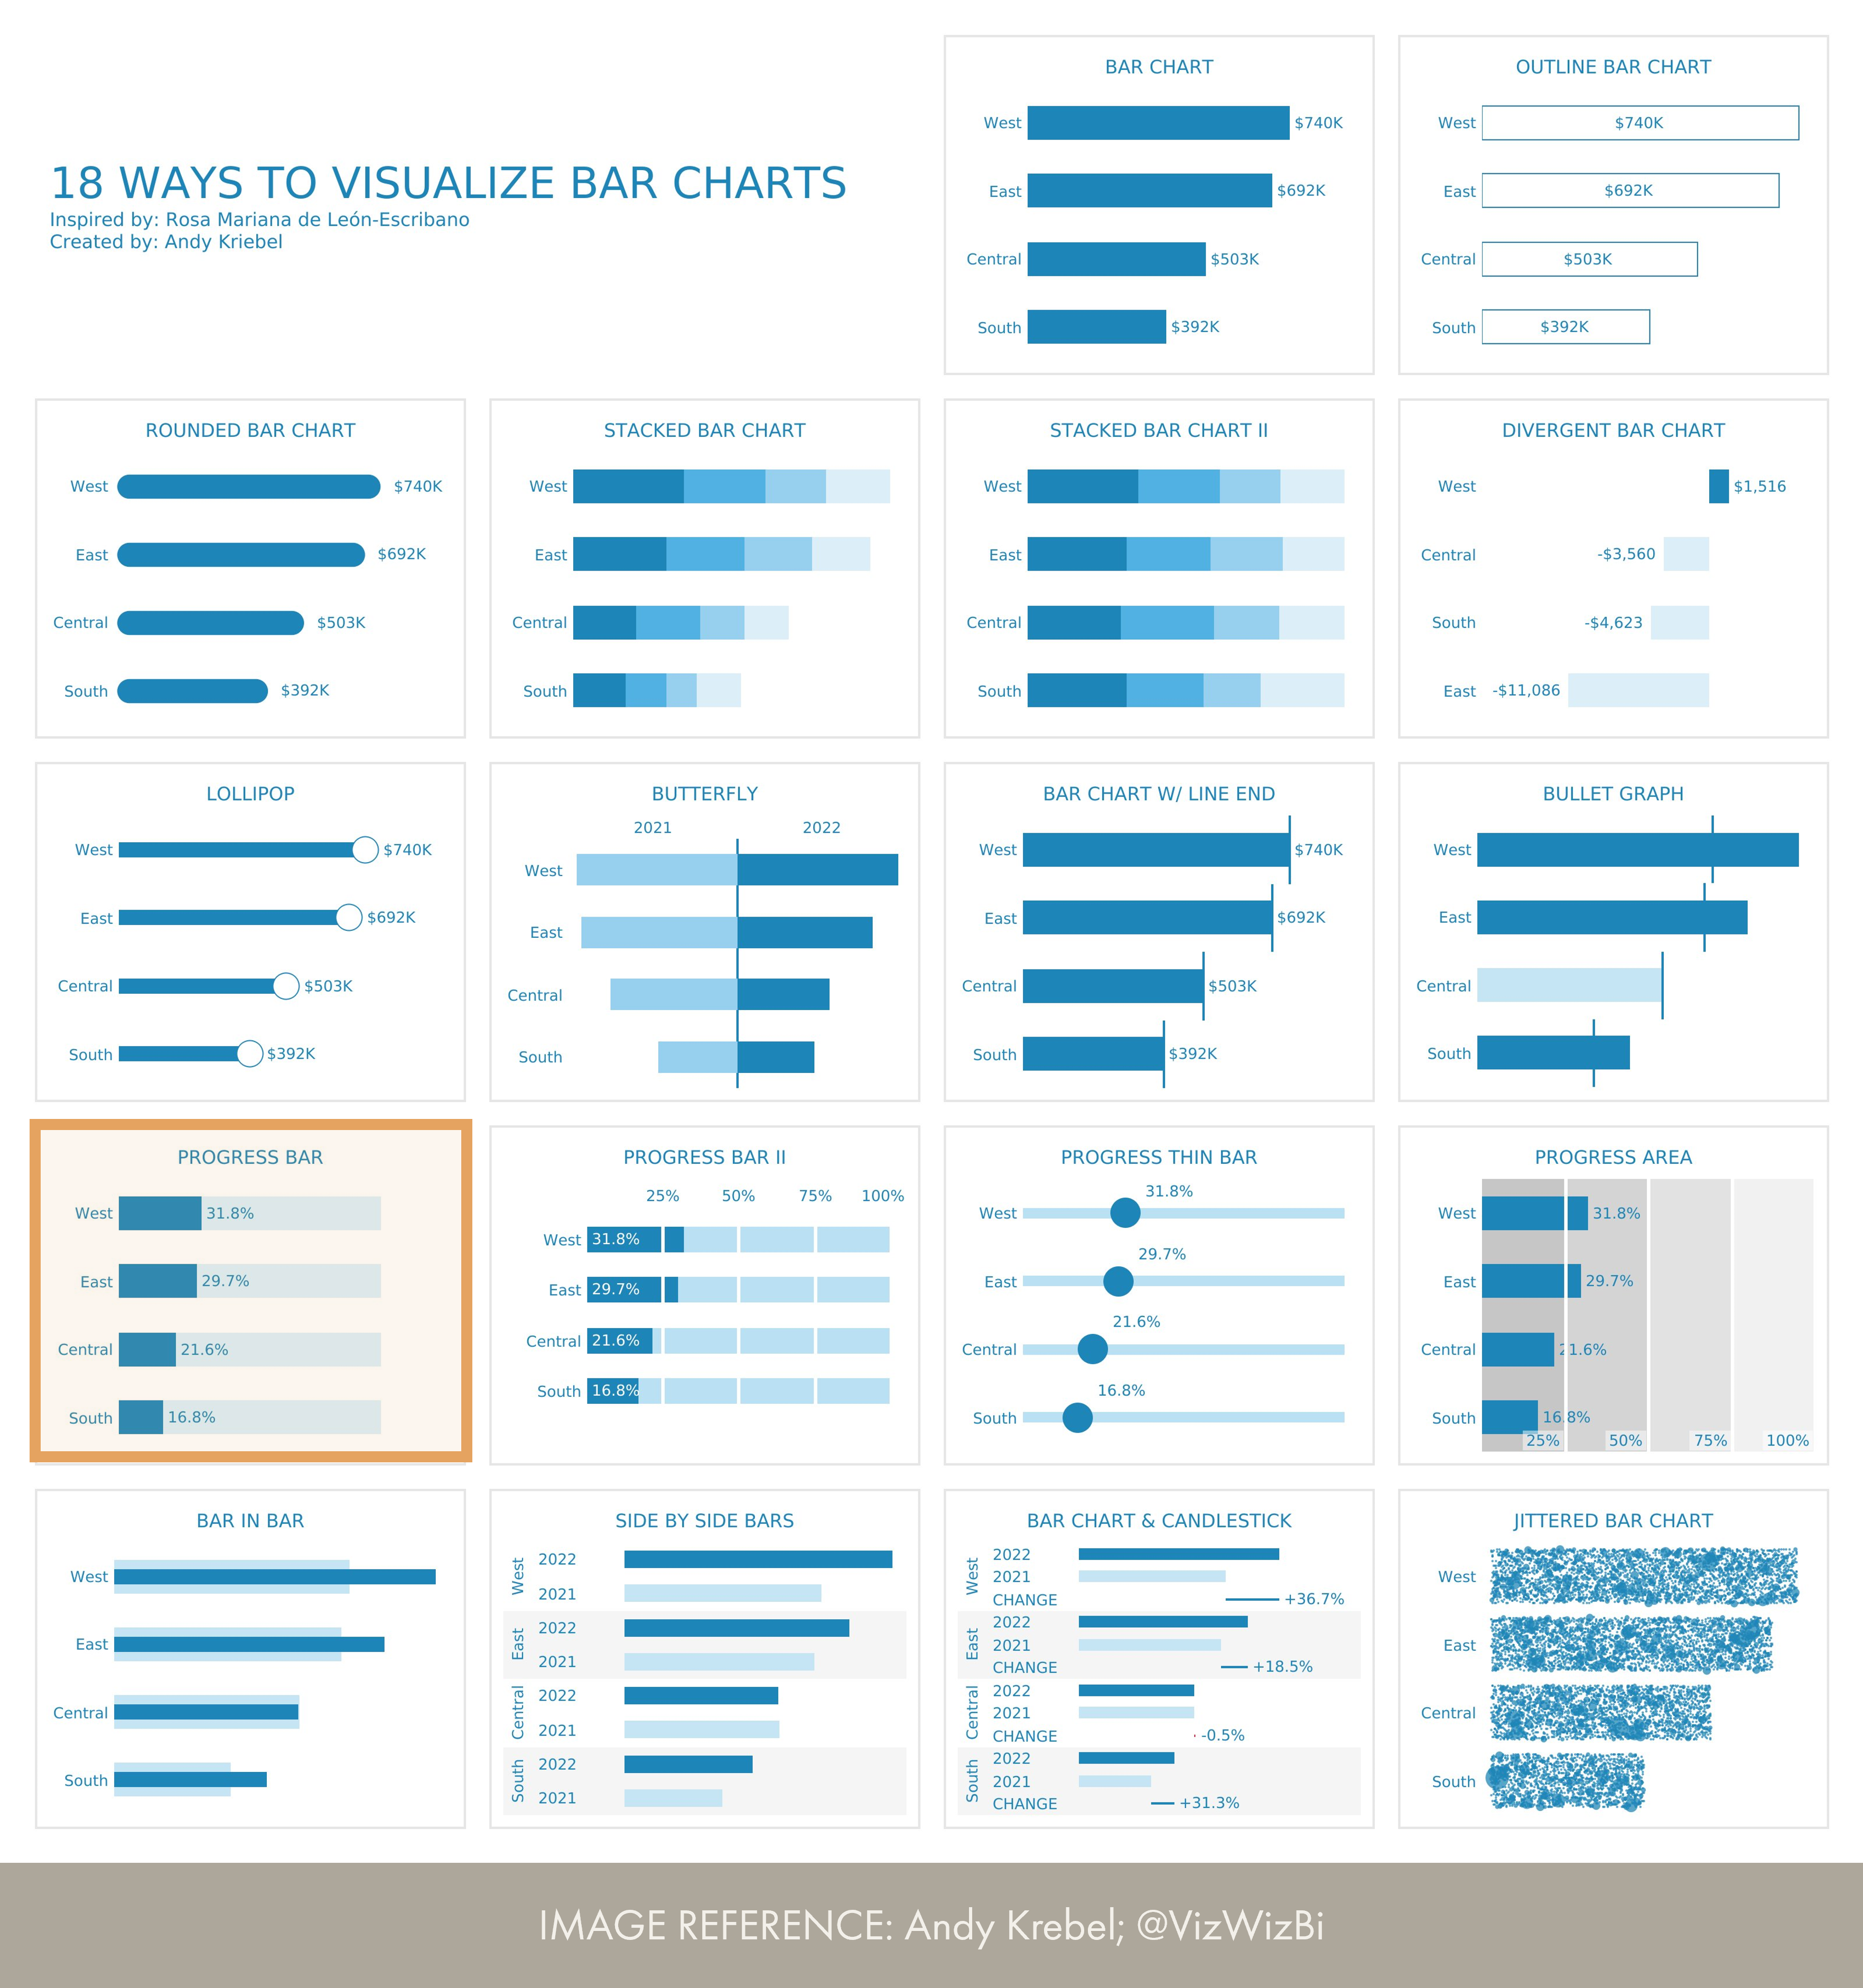 18 WAYS TO VISUALIZE BAR CHARTS
Inspired by: Rosa Mariana de León-Escribano
Created by: Andy Kriebel
BAR CHART
West $740K
East $692K
Central $503K
South $392K
OUTLINE BAR CHART
West $740K
East $692K
Central $503K
South $392K
ROUNDED BAR CHART
West $740K
East $692K
Central $503K
South $392K
STACKED BAR CHART
West
East
Central
South
STACKED BAR CHART II
West
East
Central
South
DIVERGENT BAR CHART
West $1,516
Central -$3,560
South -$4,623
East -$11,086
LOLLIPOP
West $740K
East $692K
Central $503K
South $392K
BUTTERFLY
2021 2022
West
East
Central
South
BAR CHART W/ LINE END
West $740K
East $692K
Central $503K
South $392K
BULLET GRAPH
West
East
Central
South
PROGRESS BAR
West 31.8%
East 29.7%
Central 21.6%
South 16.8%
PROGRESS BAR II
25% 50% 75% 100%
West 31.8%
East 29.7%
Central 21.6%
South 16.8%
PROGRESS THIN BAR
31.8%
West
29.7%
East
21.6%
Central
16.8%
South
PROGRESS AREA
West 31.8%
East 29.7%
Central 21.6%
South 16.8%
25% 50% 75% 100%
BAR IN BAR
West
East
Central
South
SIDE BY SIDE BARS
West
2022
2021
East
2022
2021
Central
2022
2021
South
2022
2021
BAR CHART & CANDLESTICK
West
2022
2021
CHANGE +36.7%
East
2022
2021
CHANGE +18.5%
Central
2022
2021
CHANGE -0.5%
South
2022
2021
CHANGE +31.3%
JITTERED BAR CHART
West
East
Central
South
IMAGE REFERENCE: Andy Krebel; @VizWizBi